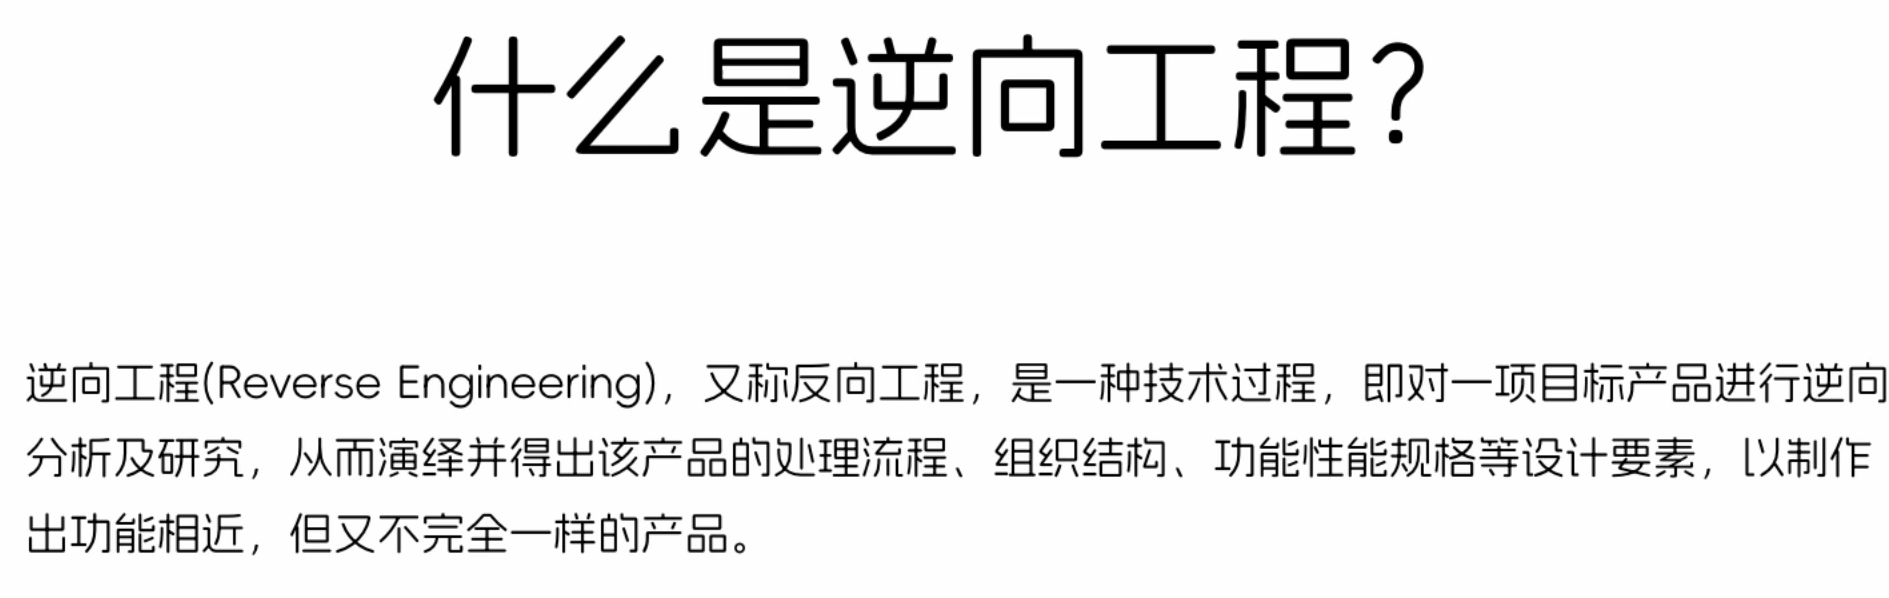 什么是逆向工程？
逆向工程(Reverse Engineering)，又称反向工程，是一种技术过程，即对一项目标产品进行逆向
分析及研究，从而演绎并得出该产品的处理流程、组织结构、功能性能规格等设计要素，以制作
出功能相近，但又不完全一样的产品。